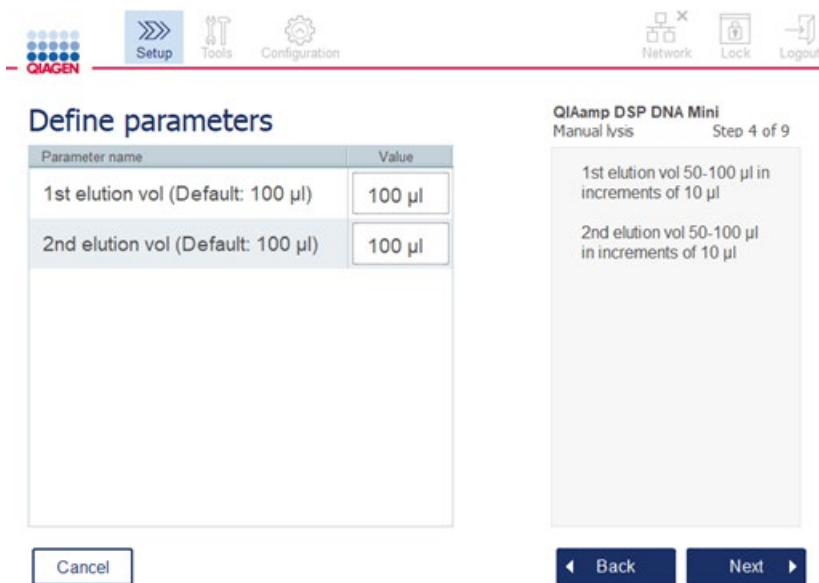 Setup
Tools
Configuration
Network
Lock
Logout
QIAGEN
Define parameters
Parameter name Value
1st elution vol (Default: 100 µl) 100 µl
2nd elution vol (Default: 100 µl) 100 µl
QIAamp DSP DNA Mini
Manual lysis Step 4 of 9
1st elution vol 50-100 µl in
increments of 10 µl
2nd elution vol 50-100 µl
in increments of 10 µl
Cancel
Back
Next